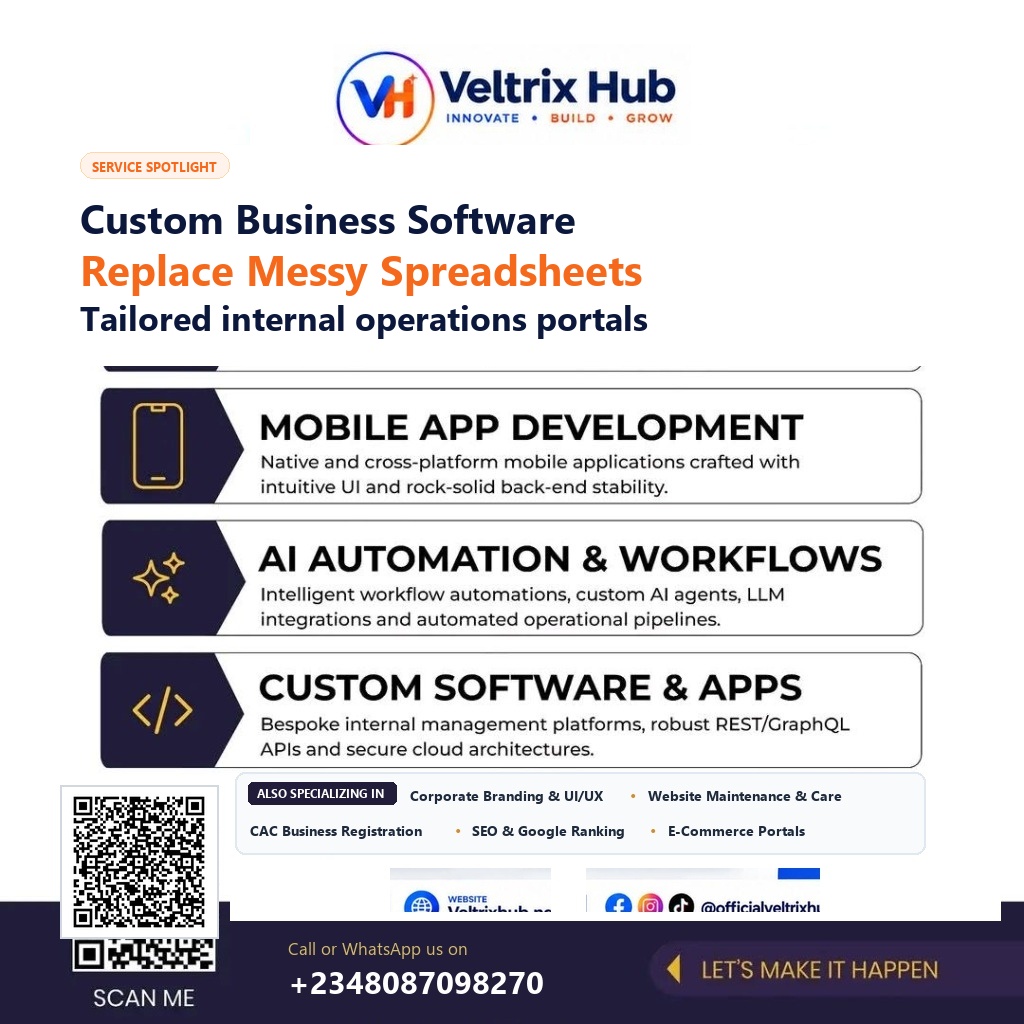 VH Veltrix Hub
INNOVATE • BUILD • GROW
SERVICE SPOTLIGHT
Custom Business Software
Replace Messy Spreadsheets
Tailored internal operations portals
MOBILE APP DEVELOPMENT
Native and cross-platform mobile applications crafted with
intuitive UI and rock-solid back-end stability.
AI AUTOMATION & WORKFLOWS
Intelligent workflow automations, custom AI agents, LLM
integrations and automated operational pipelines.
CUSTOM SOFTWARE & APPS
Bespoke internal management platforms, robust REST/GraphQL
APIs and secure cloud architectures.
ALSO SPECIALIZING IN Corporate Branding & UI/UX • Website Maintenance & Care
CAC Business Registration • SEO & Google Ranking • E-Commerce Portals
WEBSITE
Call or WhatsApp us on
+2348087098270
LET'S MAKE IT HAPPEN
SCAN ME